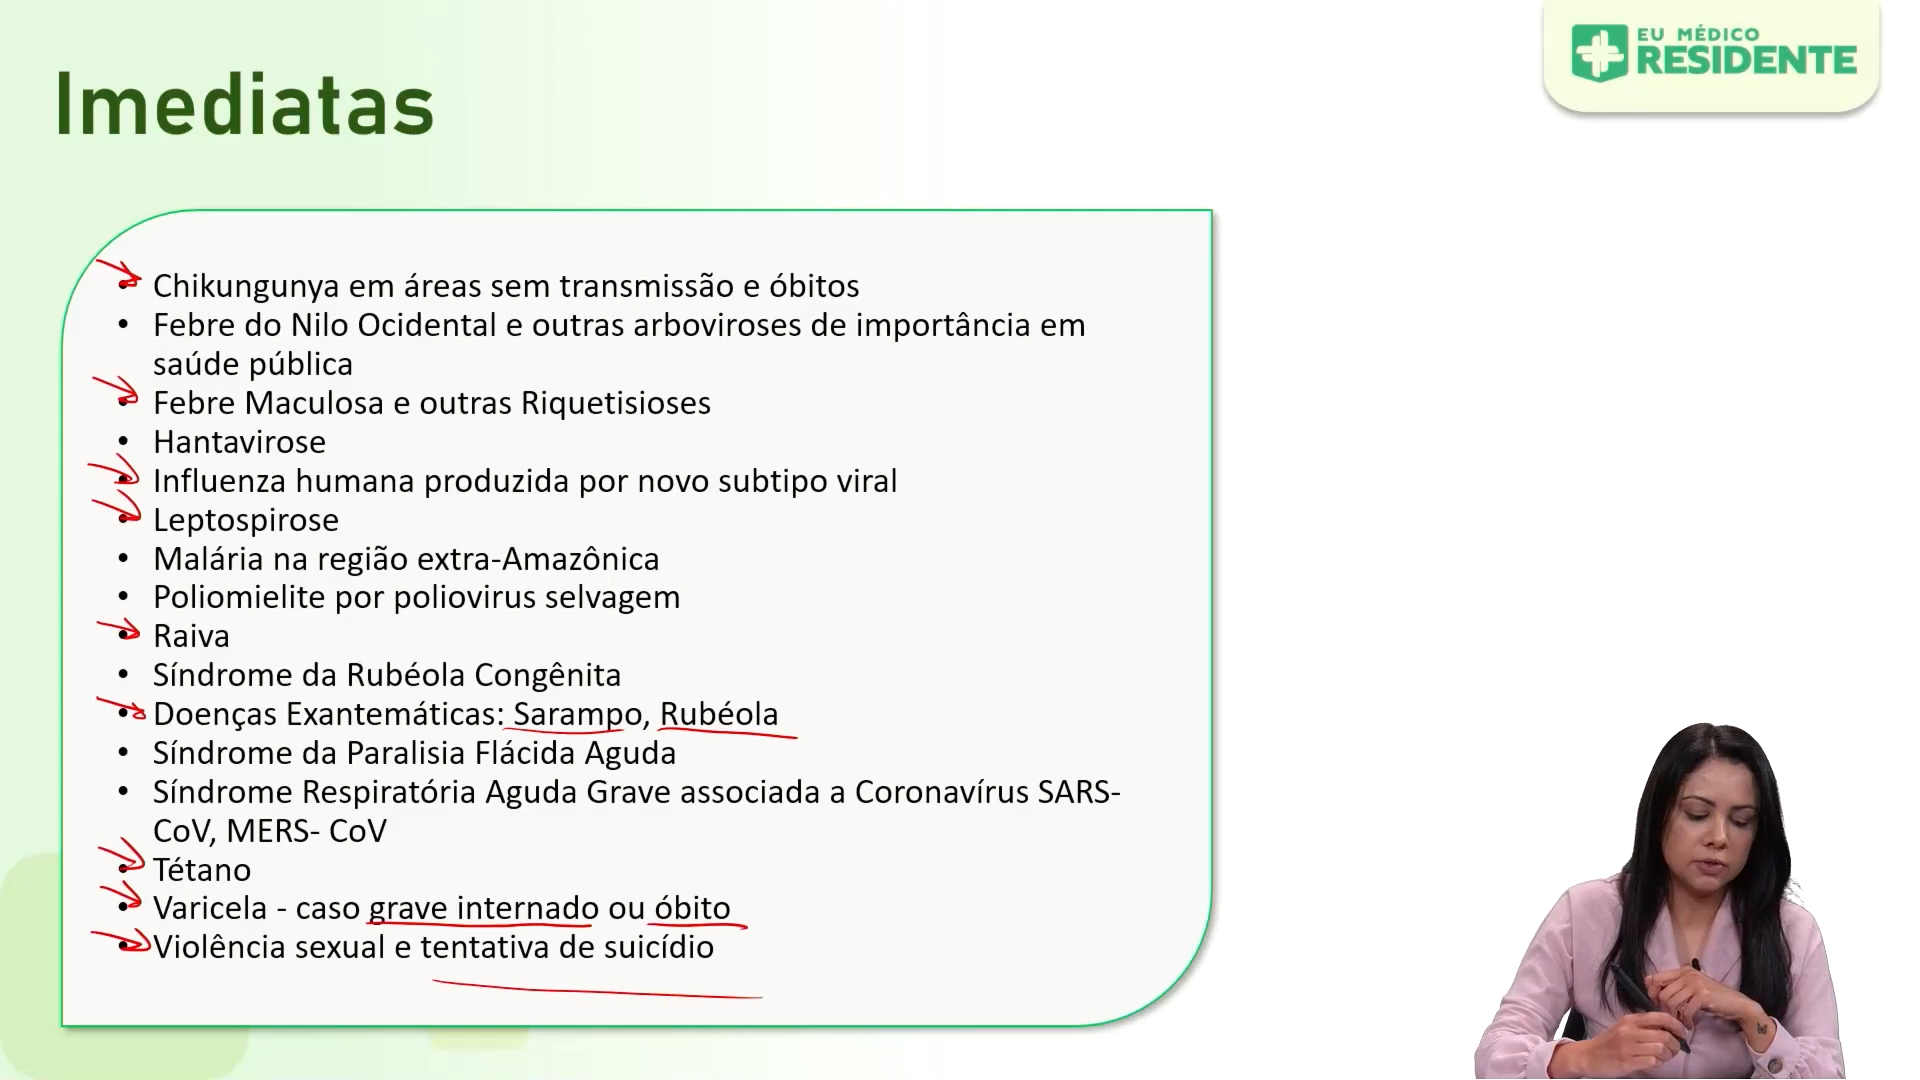 EU MÉDICO
RESIDENTE
Imediatas
• Chikungunya em áreas sem transmissão e óbitos
• Febre do Nilo Ocidental e outras arboviroses de importância em
saúde pública
• Febre Maculosa e outras Riquetisioses
• Hantavirose
• Influenza humana produzida por novo subtipo viral
• Leptospirose
• Malária na região extra-Amazônica
• Poliomielite por poliovirus selvagem
• Raiva
• Síndrome da Rubéola Congênita
• Doenças Exantemáticas: Sarampo, Rubéola
• Síndrome da Paralisia Flácida Aguda
• Síndrome Respiratória Aguda Grave associada a Coronavírus SARS-
CoV, MERS- CoV
• Tétano
• Varicela - caso grave internado ou óbito
• Violência sexual e tentativa de suicídio